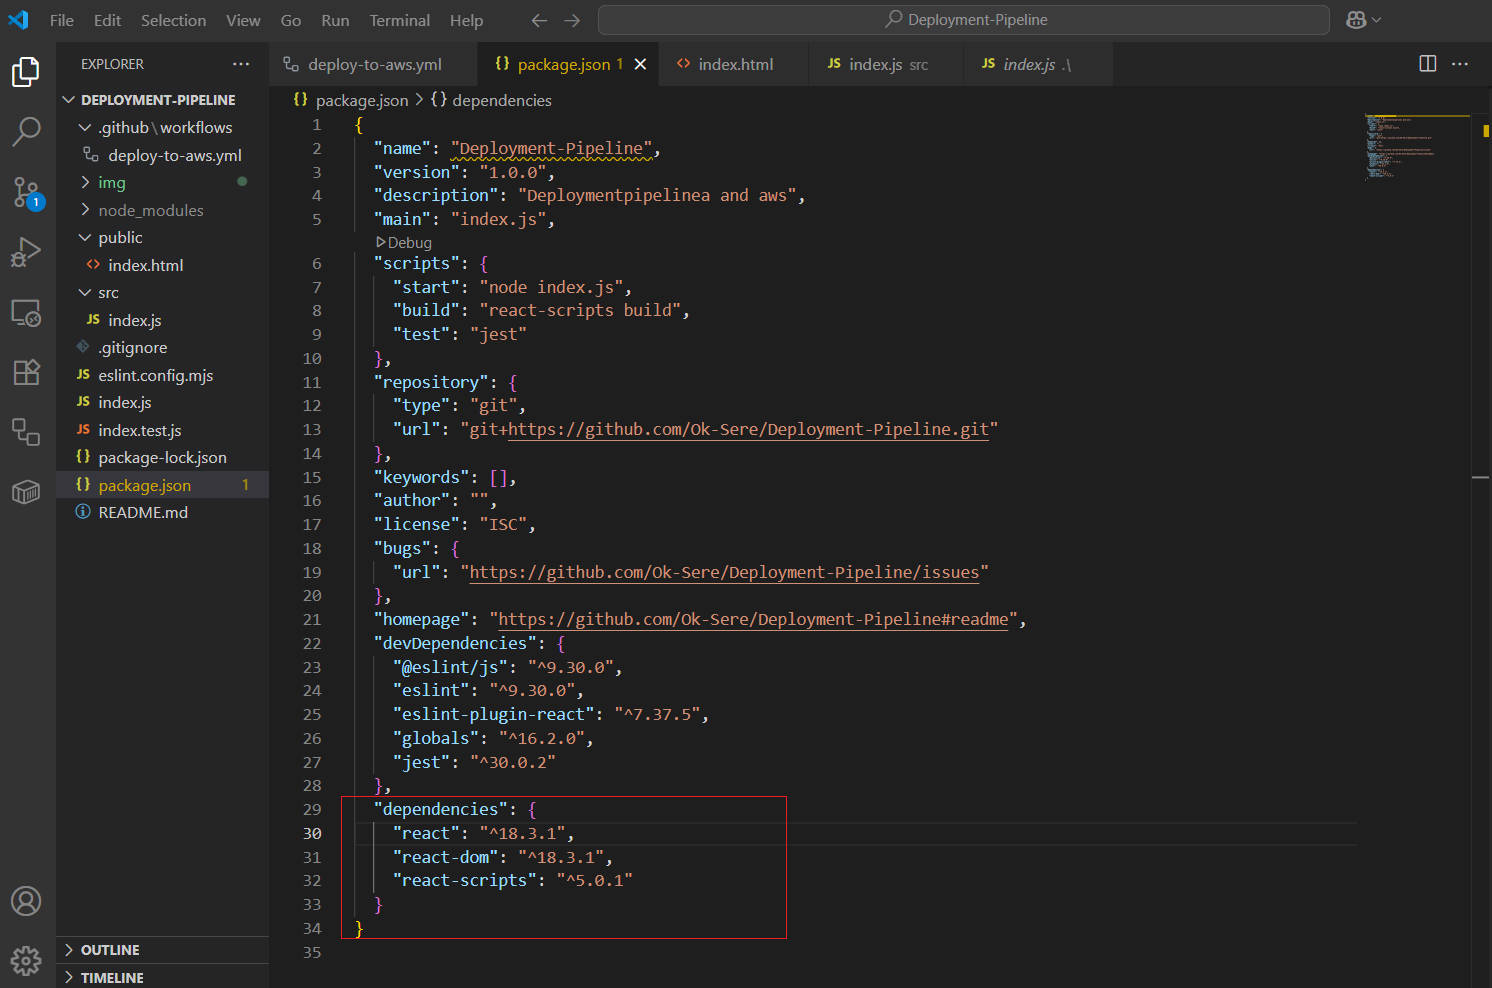 File Edit Selection View Go Run Terminal Help
Deployment-Pipeline
EXPLORER
DEPLOYMENT-PIPELINE
.github\workflows
deploy-to-aws.yml
img
node_modules
public
<> index.html
src
JS index.js
.gitignore
JS eslint.config.mjs
JS index.js
JS index.test.js
{} package-lock.json
{} package.json 1
README.md
OUTLINE
TIMELINE
1
deploy-to-aws.yml {} package.json 1 <> index.html JS index.js src JS index.js .\
{} package.json > {} dependencies
1 {
2 "name": "Deployment-Pipeline",
3 "version": "1.0.0",
4 "description": "Deploymentpipelinea and aws",
5 "main": "index.js",
Debug
6 "scripts": {
7 "start": "node index.js",
8 "build": "react-scripts build",
9 "test": "jest"
10 },
11 "repository": {
12 "type": "git",
13 "url": "git+https://github.com/Ok-Sere/Deployment-Pipeline.git"
14 },
15 "keywords": [],
16 "author": "",
17 "license": "ISC",
18 "bugs": {
19 "url": "https://github.com/Ok-Sere/Deployment-Pipeline/issues"
20 },
21 "homepage": "https://github.com/Ok-Sere/Deployment-Pipeline#readme",
22 "devDependencies": {
23 "@eslint/js": "^9.30.0",
24 "eslint": "^9.30.0",
25 "eslint-plugin-react": "^7.37.5",
26 "globals": "^16.2.0",
27 "jest": "^30.0.2"
28 },
29 "dependencies": {
30 "react": "^18.3.1",
31 "react-dom": "^18.3.1",
32 "react-scripts": "^5.0.1"
33 }
34 }
35